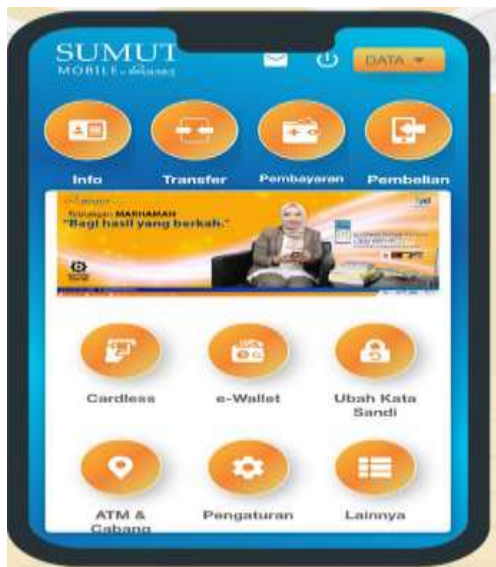 SUMUT
MOBILE
DATA
Info
Transfer
Pembayaran
Pembelian
Tabungan MARHAMAH
"Bagi hasil yang berkah."
Cardless
e-Wallet
Ubah Kata
Sandi
ATM &
Cabang
Pengaturan
Lainnya